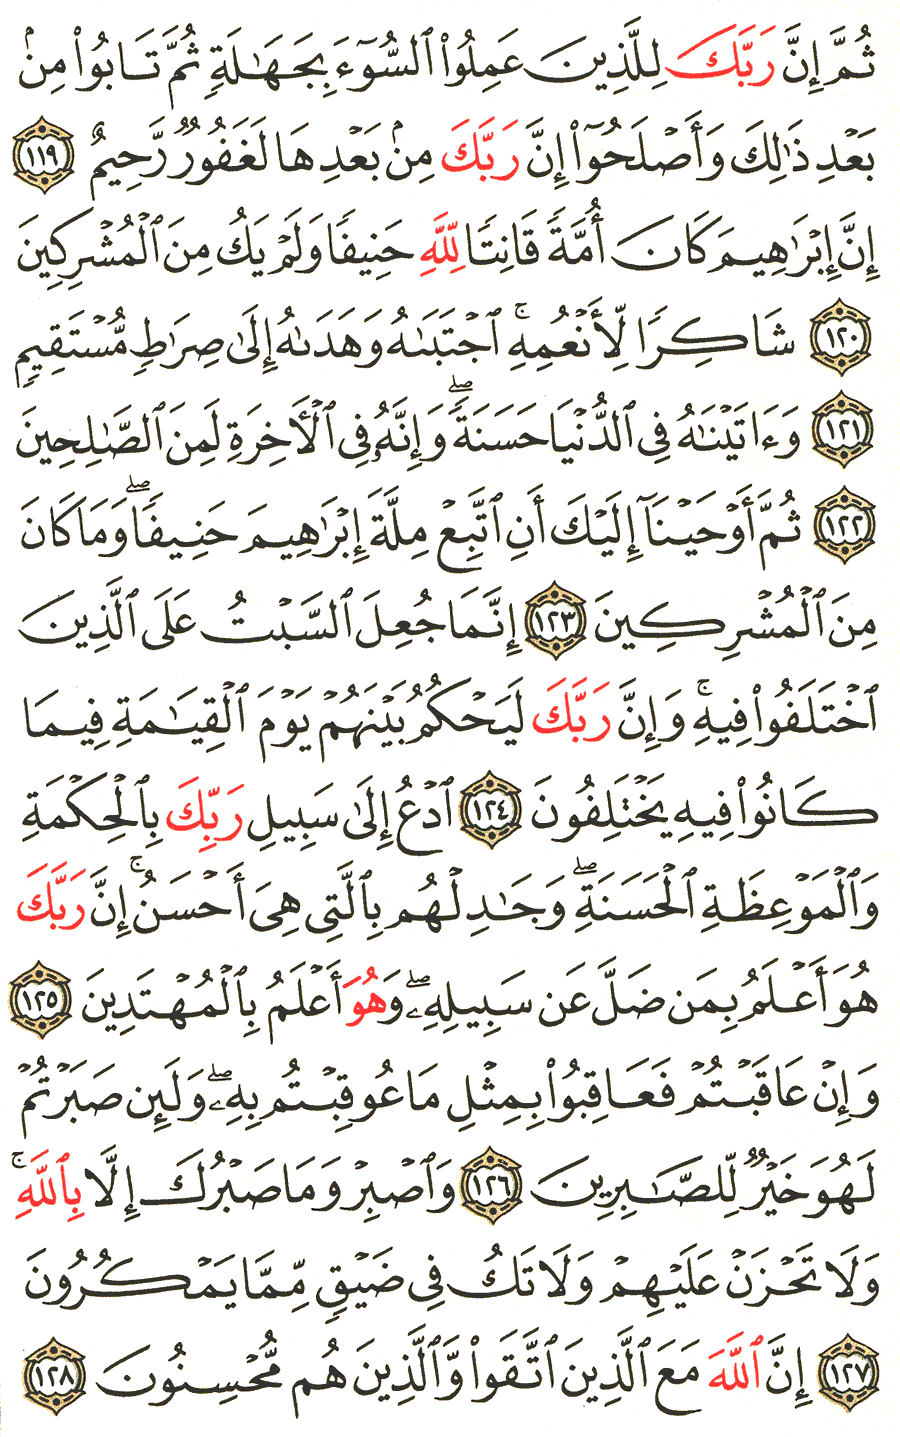 ثُمَّ إِنَّ رَبَّكَ لِلَّذِينَ عَمِلُواْ ٱلسُّوٓءَ بِجَهَٰلَةٖ ثُمَّ تَابُواْ مِنۢ
بَعۡدِ ذَٰلِكَ وَأَصۡلَحُوٓاْ إِنَّ رَبَّكَ مِنۢ بَعۡدِهَا لَغَفُورٞ رَّحِيمٌ ١١٩
إِنَّ إِبۡرَٰهِيمَ كَانَ أُمَّةٗ قَانِتٗا لِّلَّهِ حَنِيفٗا وَلَمۡ يَكُ مِنَ ٱلۡمُشۡرِكِينَ
١٢٠ شَاكِرٗا لِّأَنۡعُمِهِۚ ٱجۡتَبَىٰهُ وَهَدَىٰهُ إِلَىٰ صِرَٰطٖ مُّسۡتَقِيمٖ
١٢١ وَءَاتَيۡنَٰهُ فِي ٱلدُّنۡيَا حَسَنَةٗۖ وَإِنَّهُۥ فِي ٱلۡأٓخِرَةِ لَمِنَ ٱلصَّٰلِحِينَ
١٢٢ ثُمَّ أَوۡحَيۡنَآ إِلَيۡكَ أَنِ ٱتَّبِعۡ مِلَّةَ إِبۡرَٰهِيمَ حَنِيفٗاۖ وَمَا كَانَ
مِنَ ٱلۡمُشۡرِكِينَ ١٢٣ إِنَّمَا جُعِلَ ٱلسَّبۡتُ عَلَى ٱلَّذِينَ
ٱخۡتَلَفُواْ فِيهِۚ وَإِنَّ رَبَّكَ لَيَحۡكُمُ بَيۡنَهُمۡ يَوۡمَ ٱلۡقِيَٰمَةِ فِيمَا
كَانُواْ فِيهِ يَخۡتَلِفُونَ ١٢٤ ٱدۡعُ إِلَىٰ سَبِيلِ رَبِّكَ بِٱلۡحِكۡمَةِ
وَٱلۡمَوۡعِظَةِ ٱلۡحَسَنَةِۖ وَجَٰدِلۡهُم بِٱلَّتِي هِيَ أَحۡسَنُۚ إِنَّ رَبَّكَ
هُوَ أَعۡلَمُ بِمَن ضَلَّ عَن سَبِيلِهِۦۖ وَهُوَ أَعۡلَمُ بِٱلۡمُهۡتَدِينَ ١٢٥
وَإِنۡ عَاقَبۡتُمۡ فَعَاقِبُواْ بِمِثۡلِ مَا عُوقِبۡتُم بِهِۦۖ وَلَئِن صَبَرۡتُمۡ
لَهُوَ خَيۡرٞ لِّلصَّٰبِرِينَ ١٢٦ وَٱصۡبِرۡ وَمَا صَبۡرُكَ إِلَّا بِٱللَّهِۚ
وَلَا تَحۡزَنۡ عَلَيۡهِمۡ وَلَا تَكُ فِي ضَيۡقٖ مِّمَّا يَمۡكُرُونَ
١٢٧ إِنَّ ٱللَّهَ مَعَ ٱلَّذِينَ ٱتَّقَواْ وَّٱلَّذِينَ هُم مُّحۡسِنُونَ ١٢٨